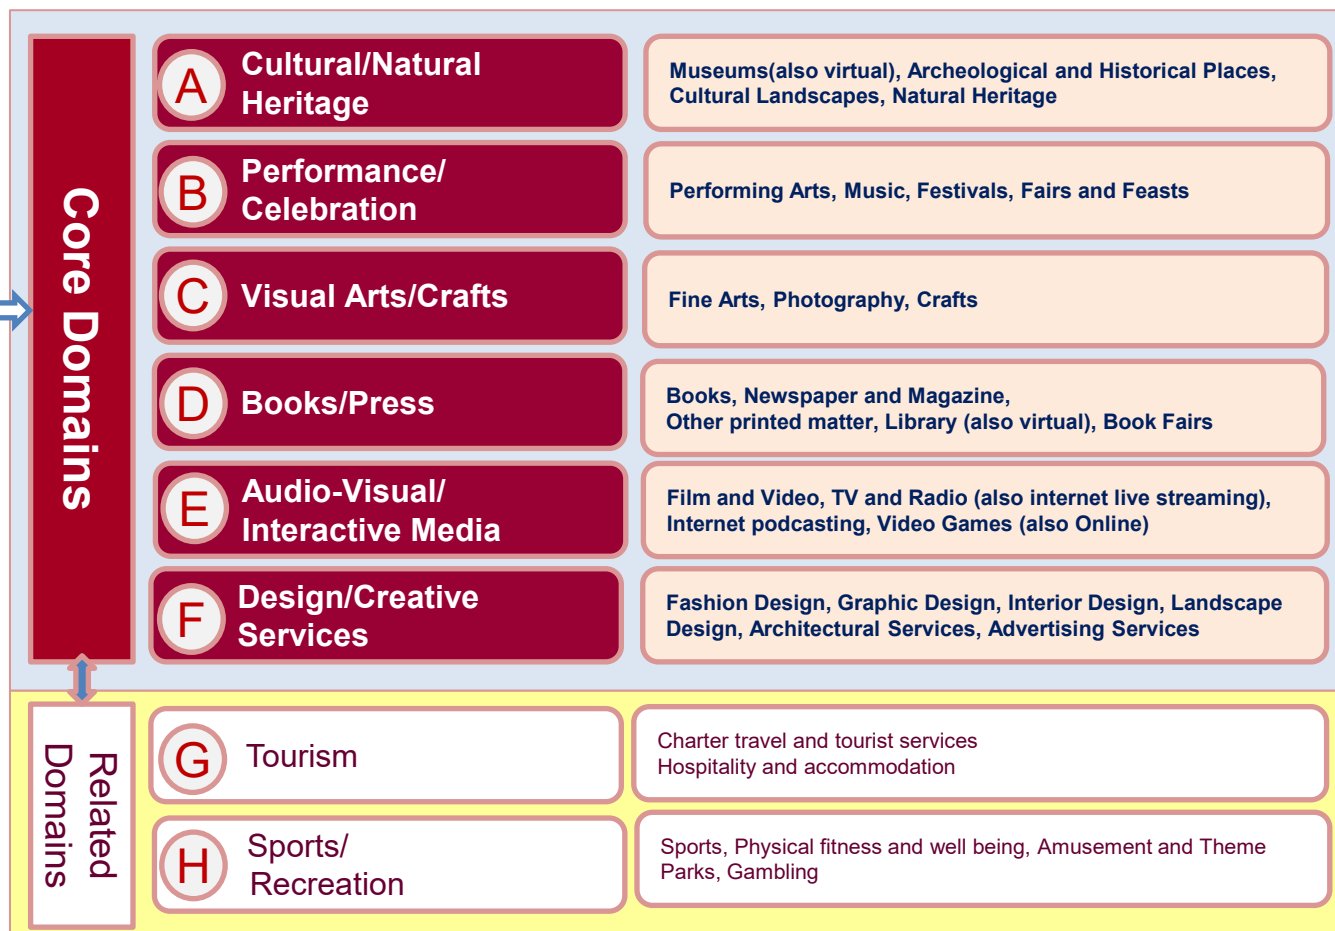 Core Domains
A
Cultural/Natural
Heritage
Museums(also virtual), Archeological and Historical Places,
Cultural Landscapes, Natural Heritage
B
Performance/
Celebration
Performing Arts, Music, Festivals, Fairs and Feasts
C
Visual Arts/Crafts
Fine Arts, Photography, Crafts
D
Books/Press
Books, Newspaper and Magazine,
Other printed matter, Library (also virtual), Book Fairs
E
Audio-Visual/
Interactive Media
Film and Video, TV and Radio (also internet live streaming),
Internet podcasting, Video Games (also Online)
F
Design/Creative
Services
Fashion Design, Graphic Design, Interior Design, Landscape
Design, Architectural Services, Advertising Services
Related
Domains
G
Tourism
Charter travel and tourist services
Hospitality and accommodation
H
Sports/
Recreation
Sports, Physical fitness and well being, Amusement and Theme
Parks, Gambling